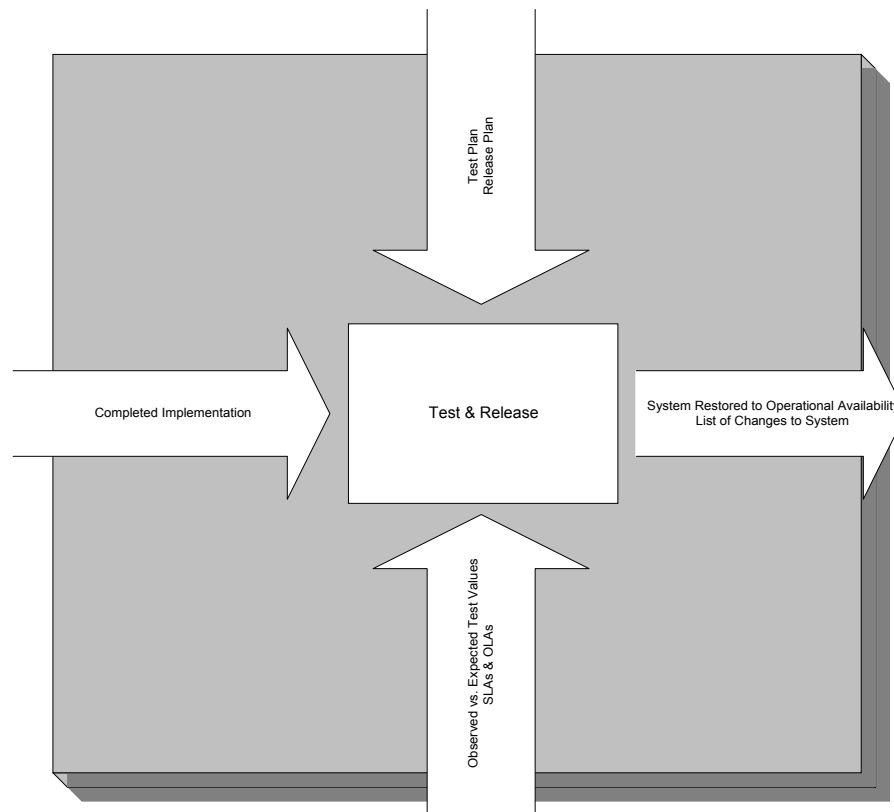 Test Plan
Release Plan
Completed Implementation
Test & Release
System Restored to Operational Availability
List of Changes to System
Observed vs. Expected Test Values
SLAs & OLAs